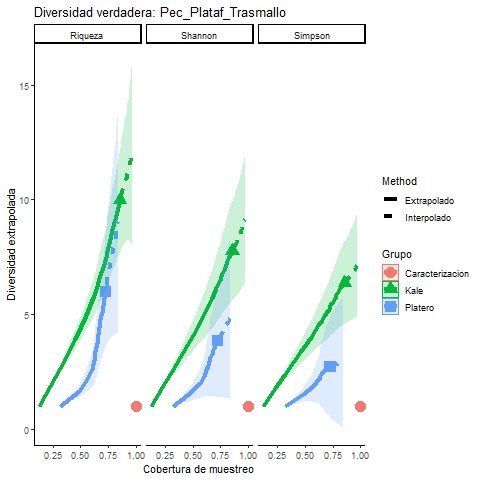 Diversidad verdadera: Pec_Plataf_Trasmallo
Riqueza Shannon Simpson
Diversidad extrapolada
15
10
5
0
0.25 0.50 0.75 1.00 0.25 0.50 0.75 1.00 0.25 0.50 0.75 1.00
Cobertura de muestreo
Method
Extrapolado
Interpolado
Grupo
Caracterizacion
Kale
Platero